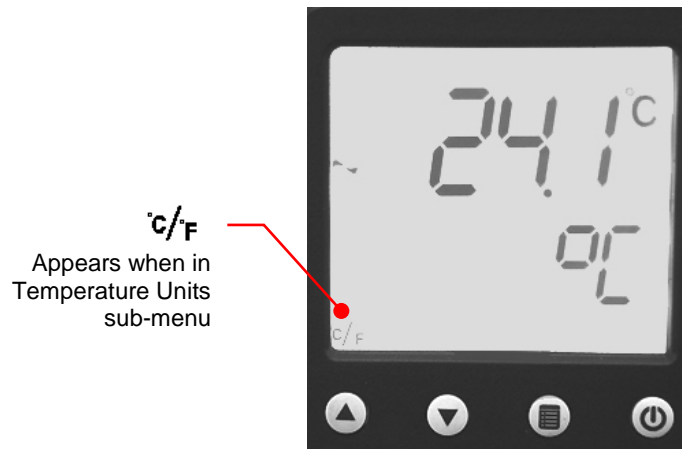 24.1°C
°C/°F
Appears when in
Temperature Units
sub-menu
°C
°C/F